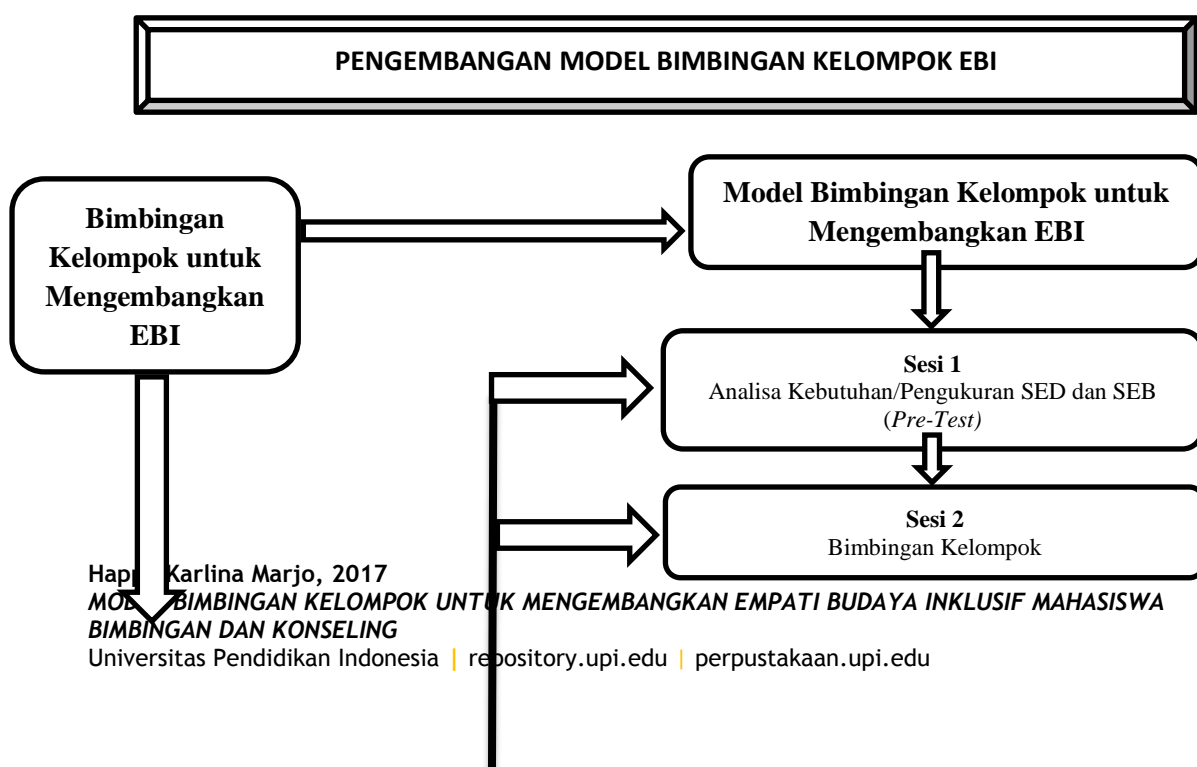 PENGEMBANGAN MODEL BIMBINGAN KELOMPOK EBI
Bimbingan
Kelompok untuk
Mengembangkan
EBI
Model Bimbingan Kelompok untuk
Mengembangkan EBI
Sesi 1
Analisa Kebutuhan/Pengukuran SED dan SEB
(Pre-Test)
Sesi 2
Bimbingan Kelompok
Karlina Marjo, 2017
BIMBINGAN KELOMPOK UNTUK MENGEMBANGKAN EMPATI BUDAYA INKLUSIF MAHASISWA
BIMBINGAN DAN KONSELING
Universitas Pendidikan Indonesia | repository.upi.edu | perpustakaan.upi.edu